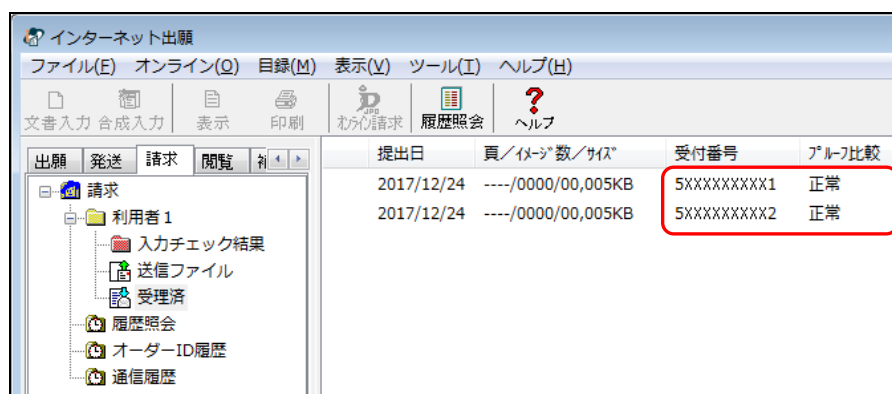 インターネット出願
ファイル(F) オンライン(O) 目録(M) 表示(V) ツール(T) ヘルプ(H)
文書入力 合成入力 表示 印刷 ｵﾝﾗｲﾝ請求 履歴照会 ヘルプ
出願 発送 請求 閲覧
提出日 頁／ｲﾒｰｼﾞ数／ｻｲｽﾞ 受付番号 ﾌﾟﾙｰﾌ比較
請求
2017/12/24 ----/0000/00,005KB 5XXXXXXXXX1 正常
利用者１
2017/12/24 ----/0000/00,005KB 5XXXXXXXXX2 正常
入力チェック結果
送信ファイル
受理済
履歴照会
オーダーID履歴
通信履歴